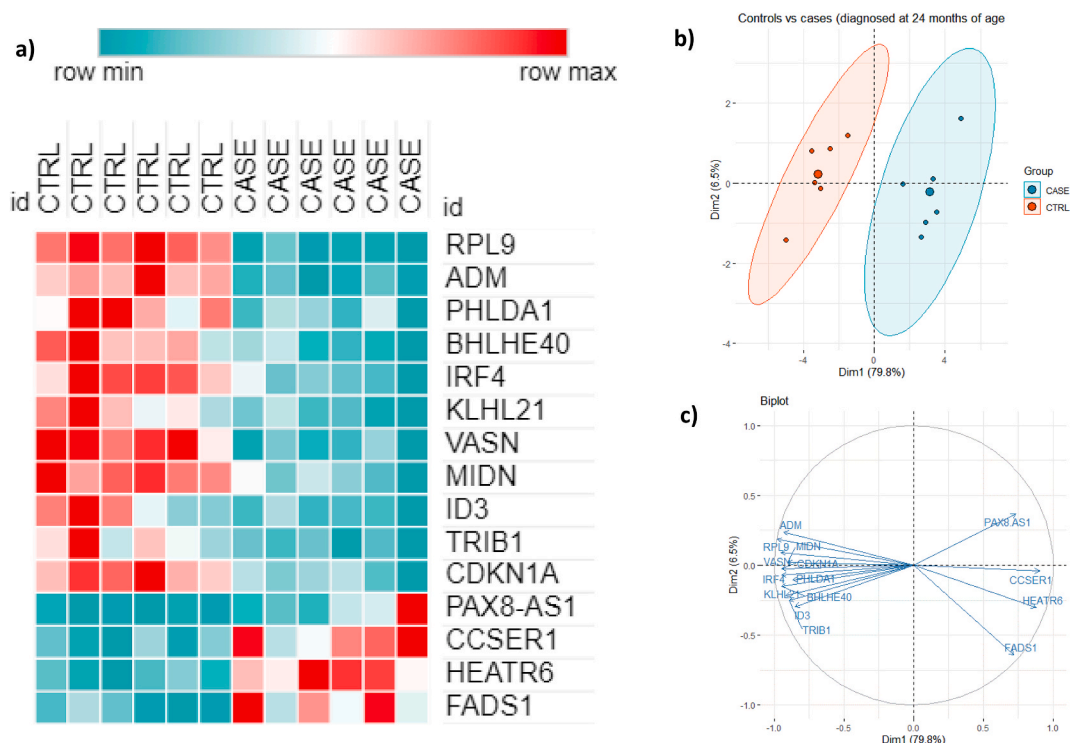 a)
row min
row max
id
CTRL
CTRL
CTRL
CTRL
CTRL
CTRL
CASE
CASE
CASE
CASE
CASE
CASE
id
RPL9
ADM
PHLDA1
BHLHE40
IRF4
KLHL21
VASN
MIDN
ID3
TRIB1
CDKN1A
PAX8-AS1
CCSER1
HEATR6
FADS1
b)
Controls vs cases (diagnosed at 24 months of age
Dim2 (6.5%)
2
0
-2
-4
-4
0
4
Dim1 (79.8%)
Group
CASE
CTRL
c)
Biplot
Dim2 (6.5%)
1.0
0.5
0.0
-0.5
-1.0
ADM
RPL9
MIDN
VASN
CDKN1A
IRF4
PHLDA1
KLHL21
BHLHE40
ID3
TRIB1
PAX8.AS1
CCSER1
HEATR6
FADS1
-1.0
-0.5
0.0
0.5
1.0
Dim1 (79.8%)